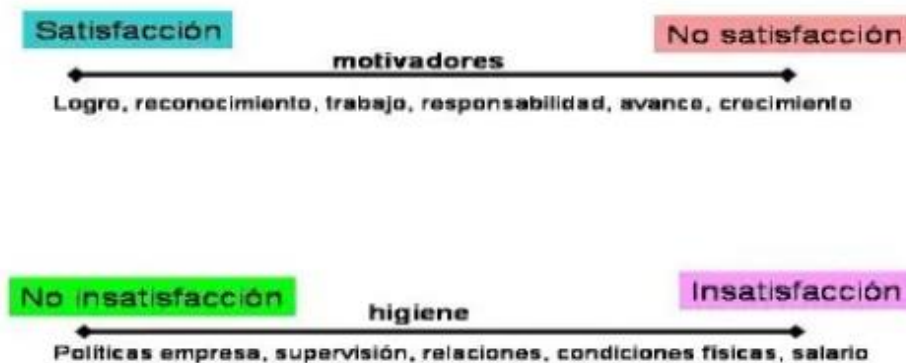 Satisfacción
No satisfacción
motivadores
Logro, reconocimiento, trabajo, responsabilidad, avance, crecimiento
No insatisfacción
Insatisfacción
higiene
Políticas empresa, supervisión, relaciones, condiciones físicas, salario